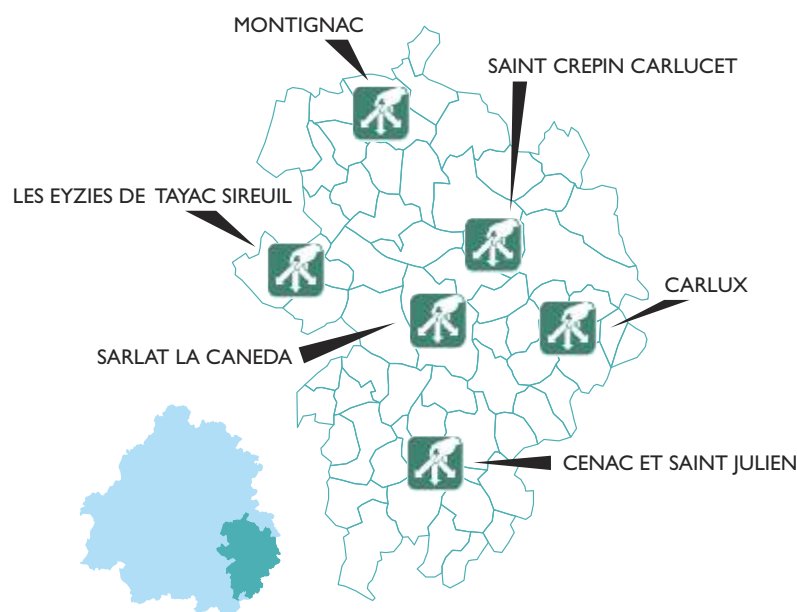 MONTIGNAC
SAINT CREPIN CARLUCET
LES EYZIES DE TAYAC SIREUIL
CARLUX
SARLAT LA CANEDA
CENAC ET SAINT JULIEN